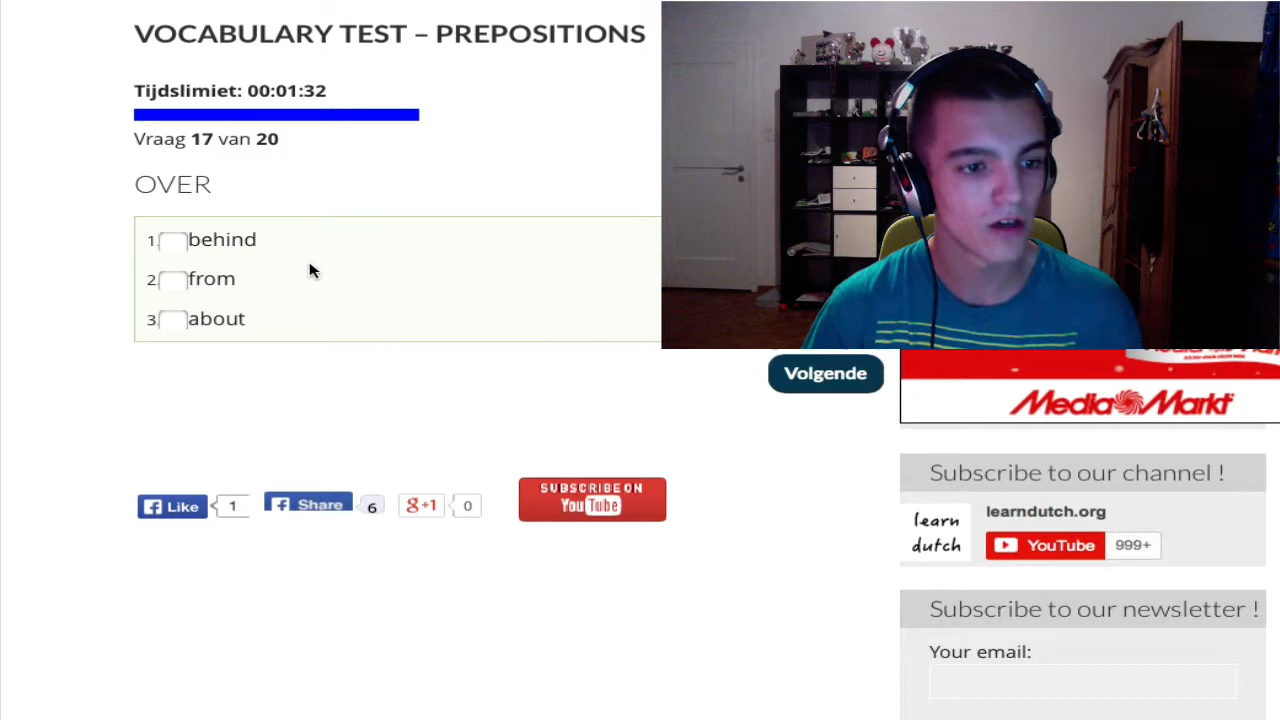 VOCABULARY TEST – PREPOSITIONS
Tijdslimiet: 00:01:32
Vraag 17 van 20
OVER
1. behind
2. from
3. about
Volgende
Media Markt
Like 1
Share 6
g+1 0
SUBSCRIBE ON
YouTube
Subscribe to our channel !
learn
dutch
learndutch.org
YouTube 999+
Subscribe to our newsletter !
Your email: